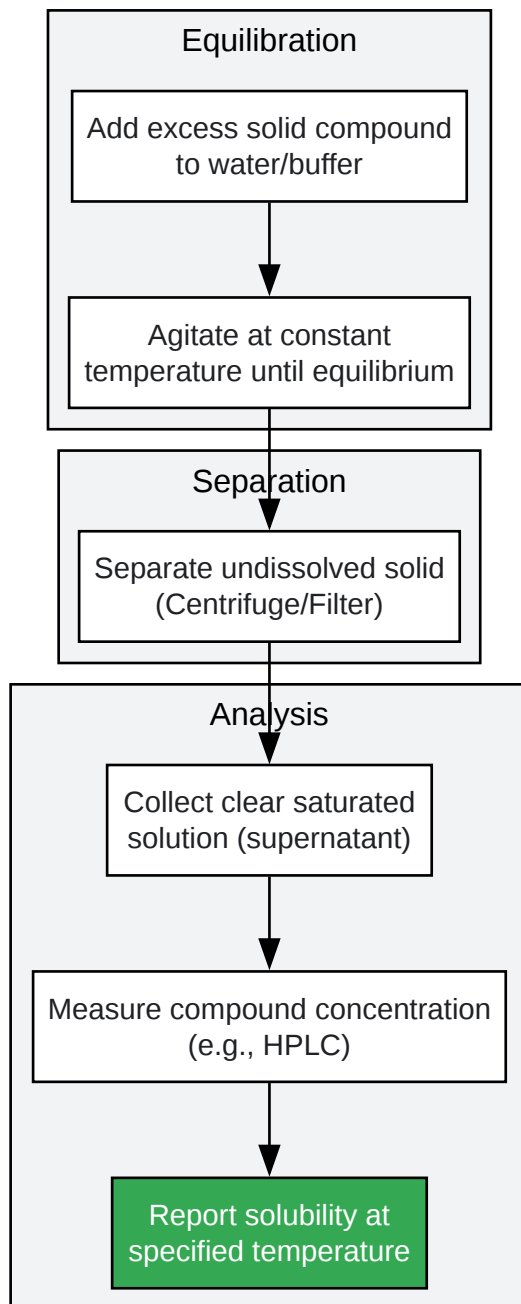 Equilibration
Add excess solid compound
to water/buffer
Agitate at constant
temperature until equilibrium
Separation
Separate undissolved solid
(Centrifuge/Filter)
Analysis
Collect clear saturated
solution (supernatant)
Measure compound concentration
(e.g., HPLC)
Report solubility at
specified temperature